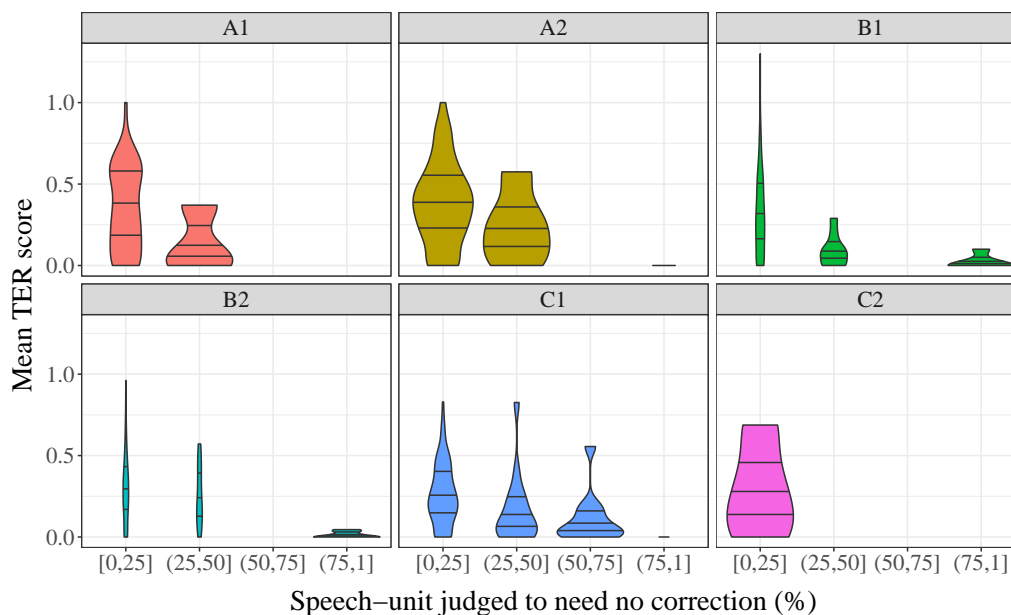 A1 A2 B1
1.0
0.5
0.0
B2 C1 C2
1.0
0.5
0.0
Mean TER score
[0,25] (25,50] (50,75] (75,1] [0,25] (25,50] (50,75] (75,1] [0,25] (25,50] (50,75] (75,1]
Speech−unit judged to need no correction (%)